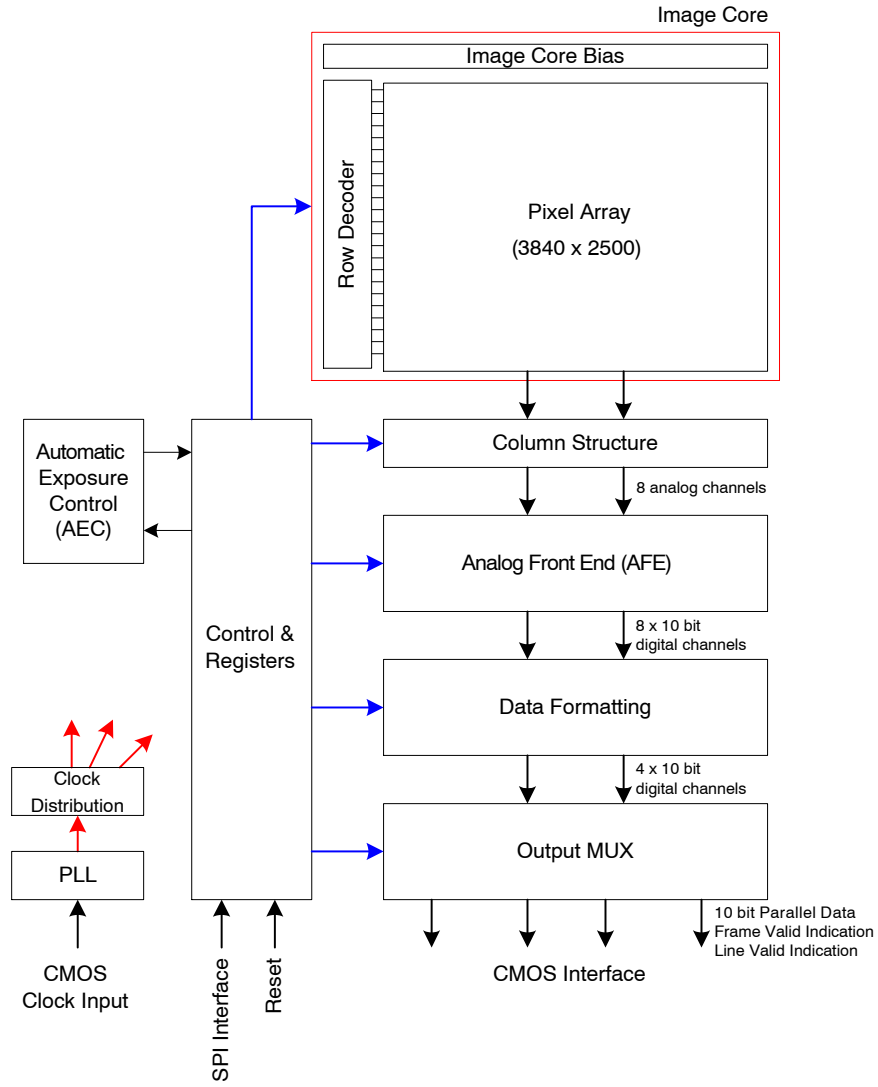 Image Core
Image Core Bias
Row Decoder
Pixel Array
(3840 x 2500)
Automatic
Exposure
Control
(AEC)
Column Structure
8 analog channels
Analog Front End (AFE)
Control &
Registers
8 x 10 bit
digital channels
Data Formatting
4 x 10 bit
digital channels
Clock
Distribution
Output MUX
PLL
10 bit Parallel Data
Frame Valid Indication
Line Valid Indication
CMOS
Clock Input
SPI Interface
Reset
CMOS Interface